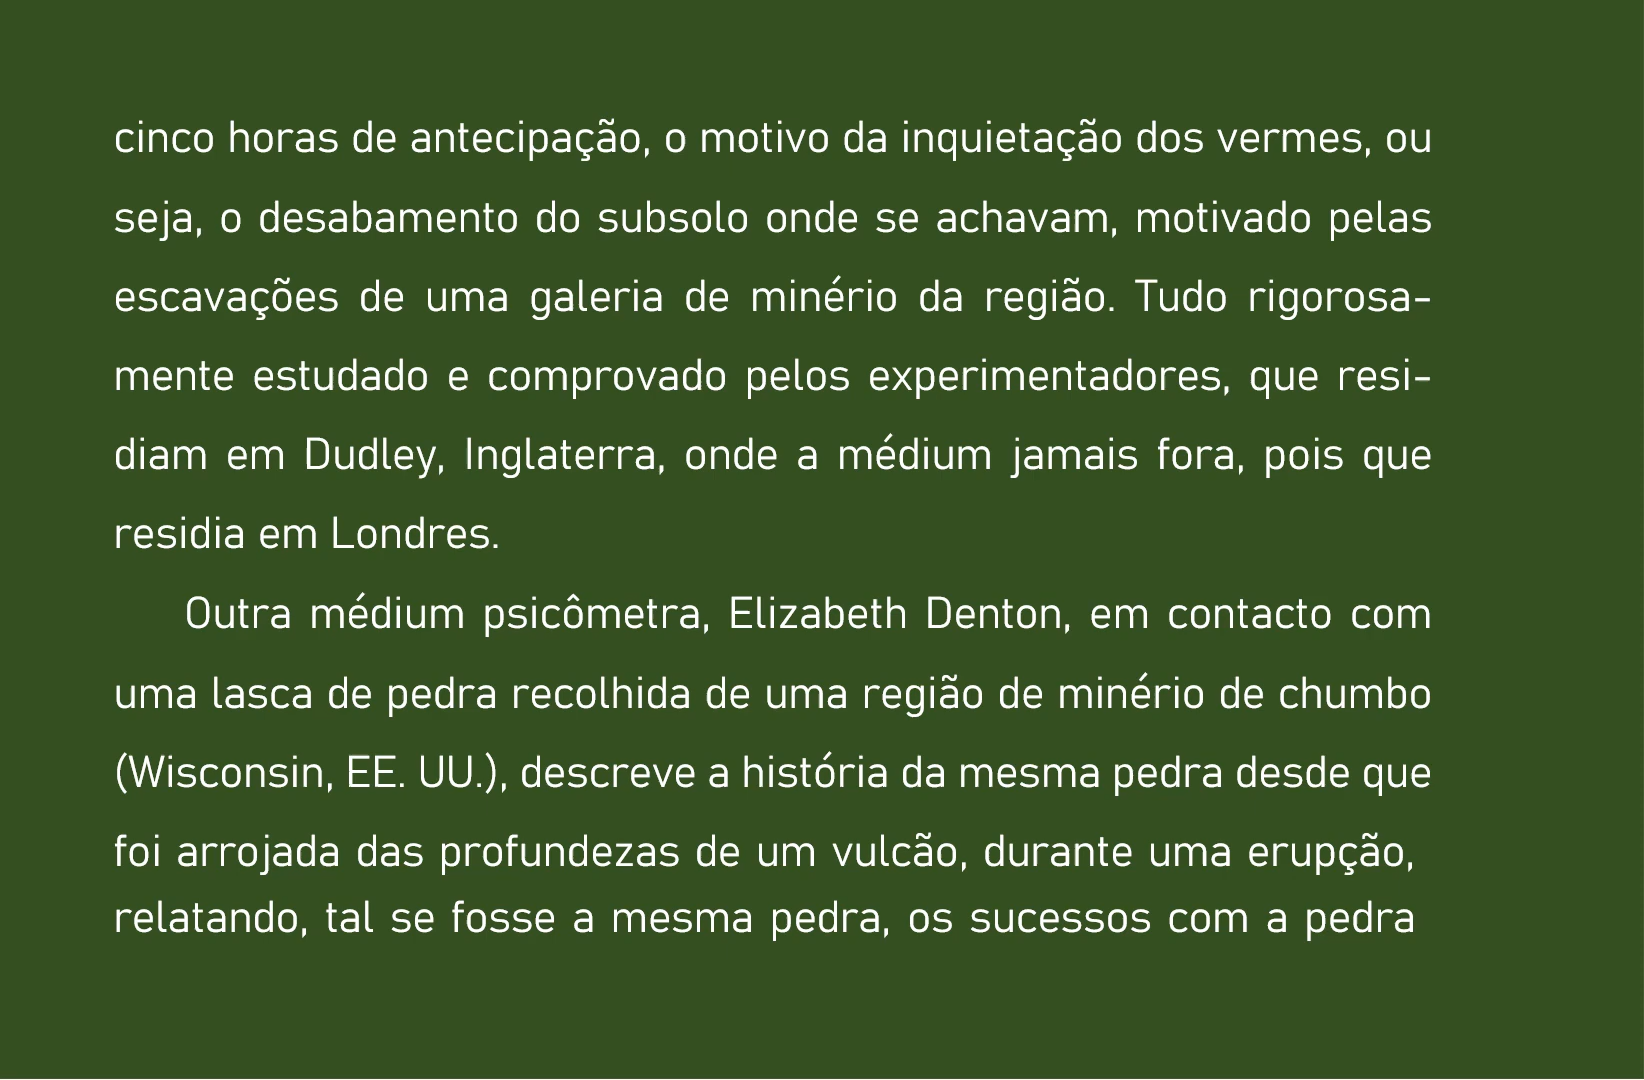 cinco horas de antecipação, o motivo da inquietação dos vermes, ou
seja, o desabamento do subsolo onde se achavam, motivado pelas
escavações de uma galeria de minério da região. Tudo rigorosa-
mente estudado e comprovado pelos experimentadores, que resi-
diam em Dudley, Inglaterra, onde a médium jamais fora, pois que
residia em Londres.
Outra médium psicômetra, Elizabeth Denton, em contacto com
uma lasca de pedra recolhida de uma região de minério de chumbo
(Wisconsin, EE. UU.), descreve a história da mesma pedra desde que
foi arrojada das profundezas de um vulcão, durante uma erupção,
relatando, tal se fosse a mesma pedra, os sucessos com a pedra